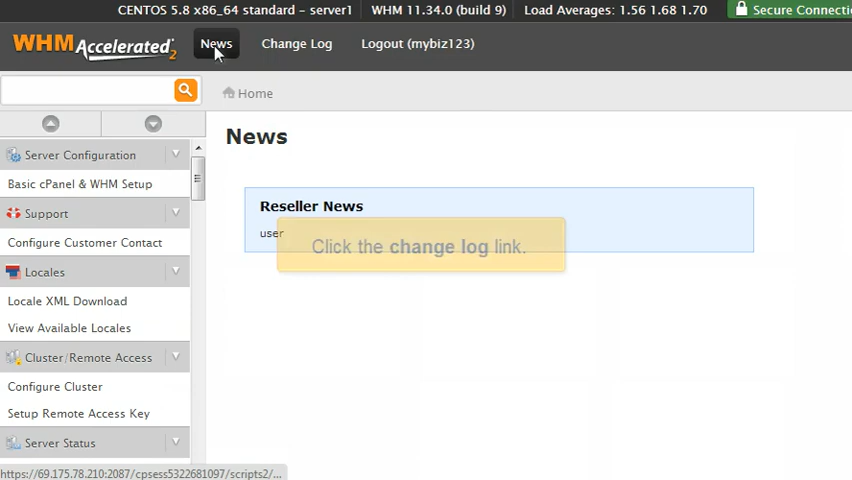 CENTOS 5.8 x86_64 standard - server1 WHM 11.34.0 (build 9) Load Averages: 1.56 1.68 1.70 Secure Connecti
WHM Accelerated2 News Change Log Logout (mybiz123)
Home
News
Server Configuration
Basic cPanel & WHM Setup
Support
Configure Customer Contact
Locales
Locale XML Download
View Available Locales
Cluster/Remote Access
Configure Cluster
Setup Remote Access Key
Server Status
Reseller News
user
Click the change log link.
https://69.175.78.210:2087/cpsess5322681097/scripts2/...